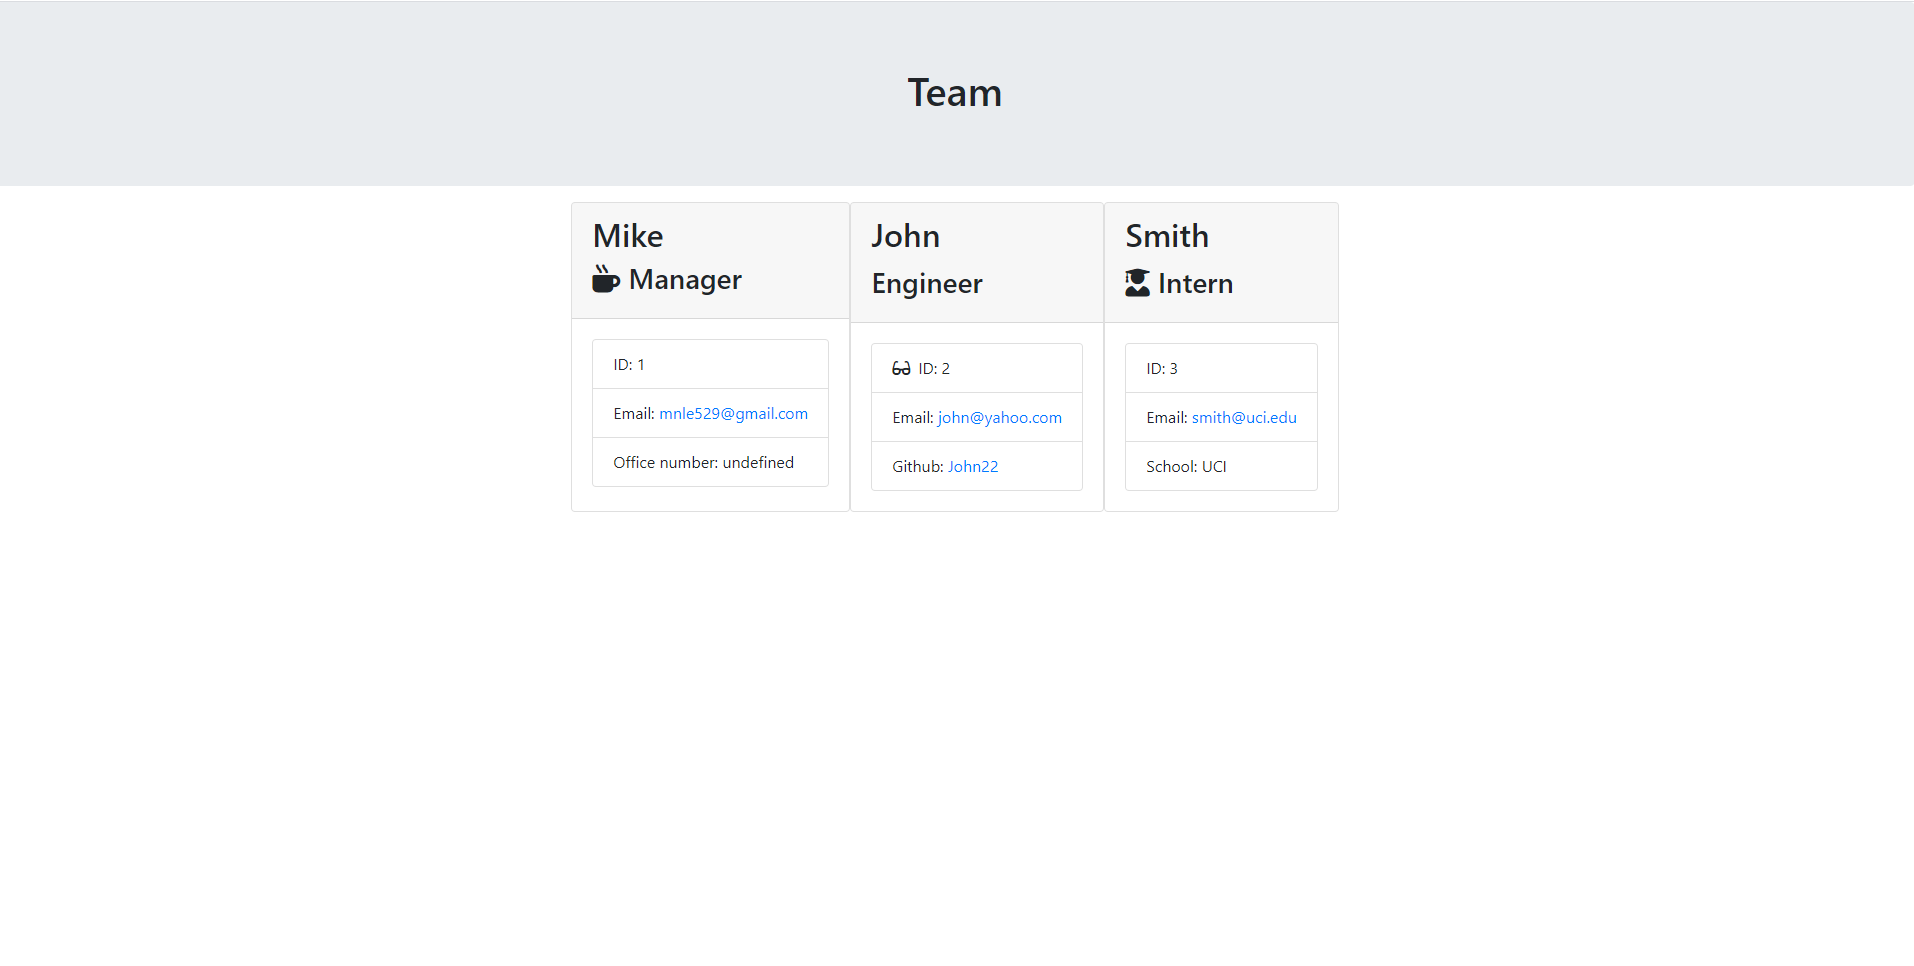 Team
Mike
Manager
ID: 1
Email: mnle529@gmail.com
Office number: undefined
John
Engineer
ID: 2
Email: john@yahoo.com
Github: John22
Smith
Intern
ID: 3
Email: smith@uci.edu
School: UCI